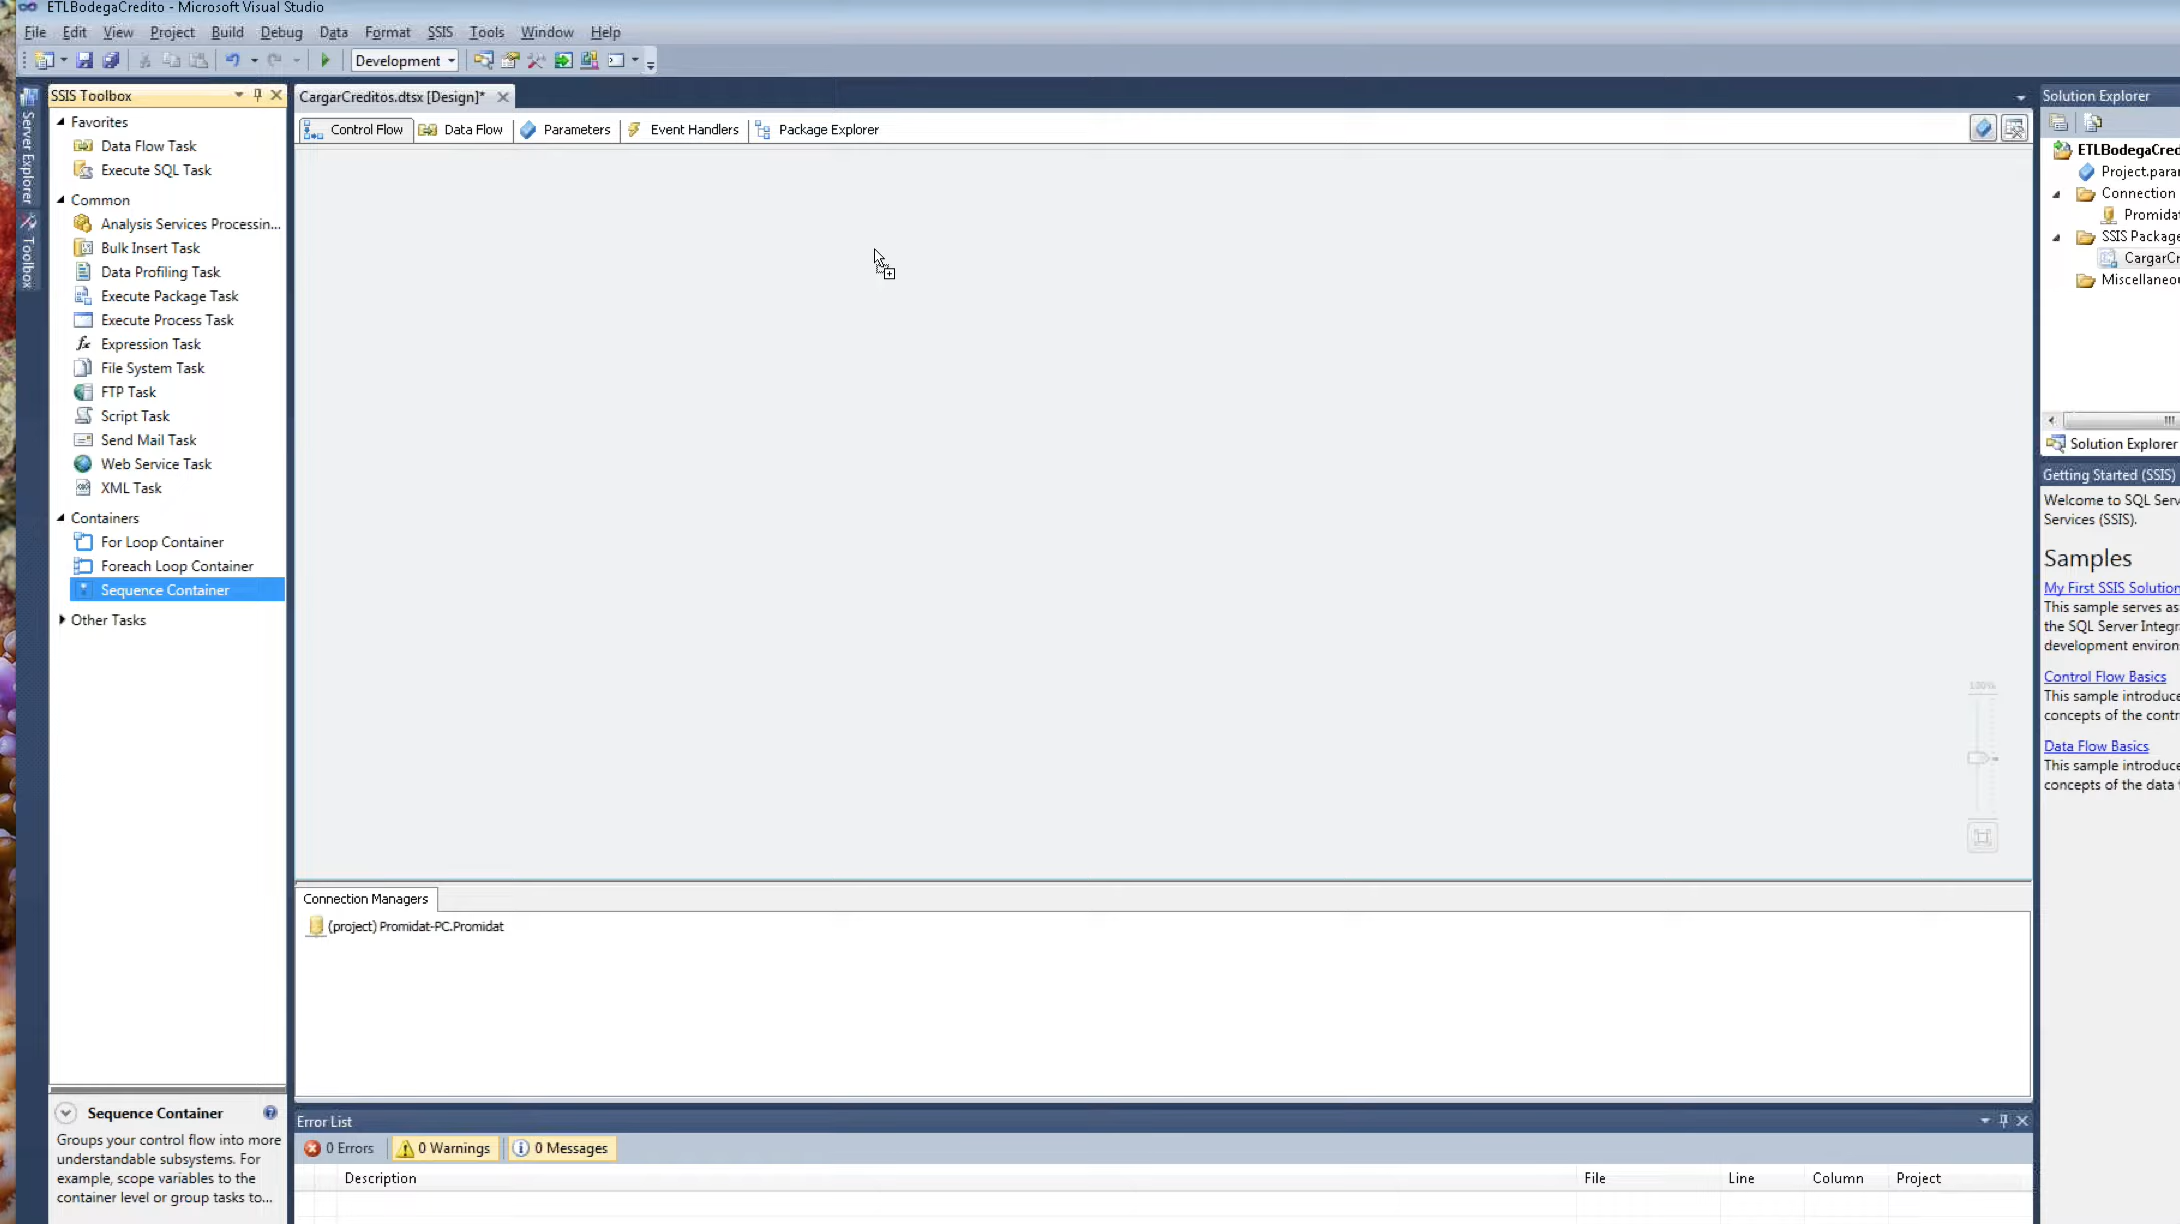 ETLBodegaCredito - Microsoft Visual Studio
File Edit View Project Build Debug Data Format SSIS Tools Window Help
Development
Server Explorer
Toolbox
SSIS Toolbox
Favorites
Data Flow Task
Execute SQL Task
Common
Analysis Services Processin...
Bulk Insert Task
Data Profiling Task
Execute Package Task
Execute Process Task
Expression Task
File System Task
FTP Task
Script Task
Send Mail Task
Web Service Task
XML Task
Containers
For Loop Container
Foreach Loop Container
Sequence Container
Other Tasks
Sequence Container
Groups your control flow into more
understandable subsystems. For
example, scope variables to the
container level or group tasks to...
CargarCreditos.dtsx [Design]*
Control Flow Data Flow Parameters Event Handlers Package Explorer
100%
Connection Managers
(project) Promidat-PC.Promidat
Error List
0 Errors 0 Warnings 0 Messages
Description File Line Column Project
Solution Explorer
ETLBodegaCred
Project.para
Connection
Promidat
SSIS Package
CargarCr
Miscellaneou
Solution Explorer
Getting Started (SSIS)
Welcome to SQL Serv
Services (SSIS).
Samples
My First SSIS Solution
This sample serves as
the SQL Server Integra
development environ
Control Flow Basics
This sample introduce
concepts of the contr
Data Flow Basics
This sample introduce
concepts of the data